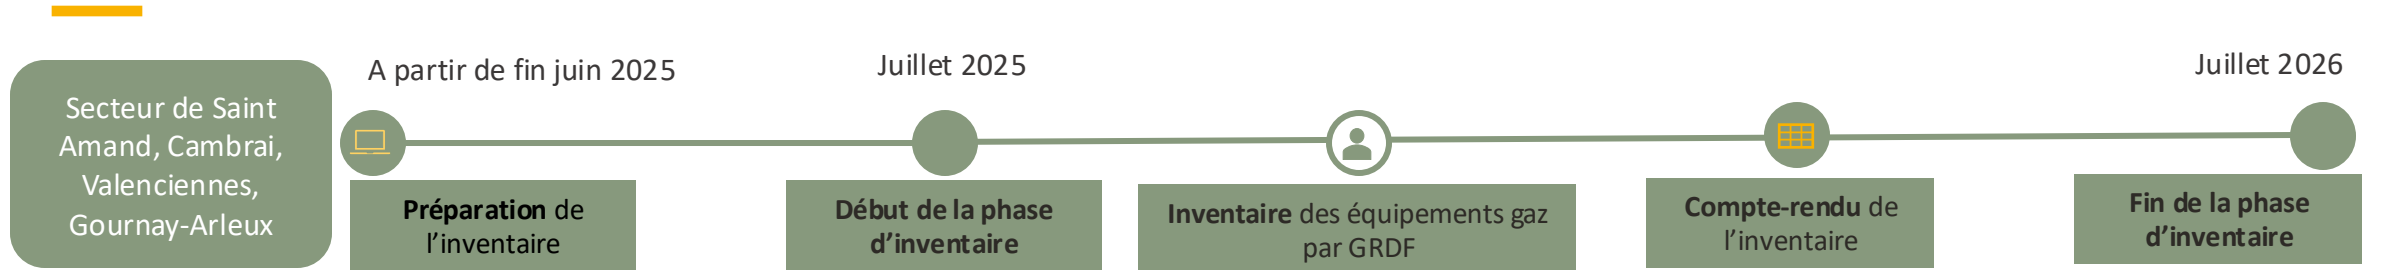 Secteur de Saint
Amand, Cambrai,
Valenciennes,
Gournay-Arleux
A partir de fin juin 2025
Préparation de
l’inventaire
Juillet 2025
Début de la phase
d’inventaire
Inventaire des équipements gaz
par GRDF
Compte-rendu de
l’inventaire
Juillet 2026
Fin de la phase
d’inventaire